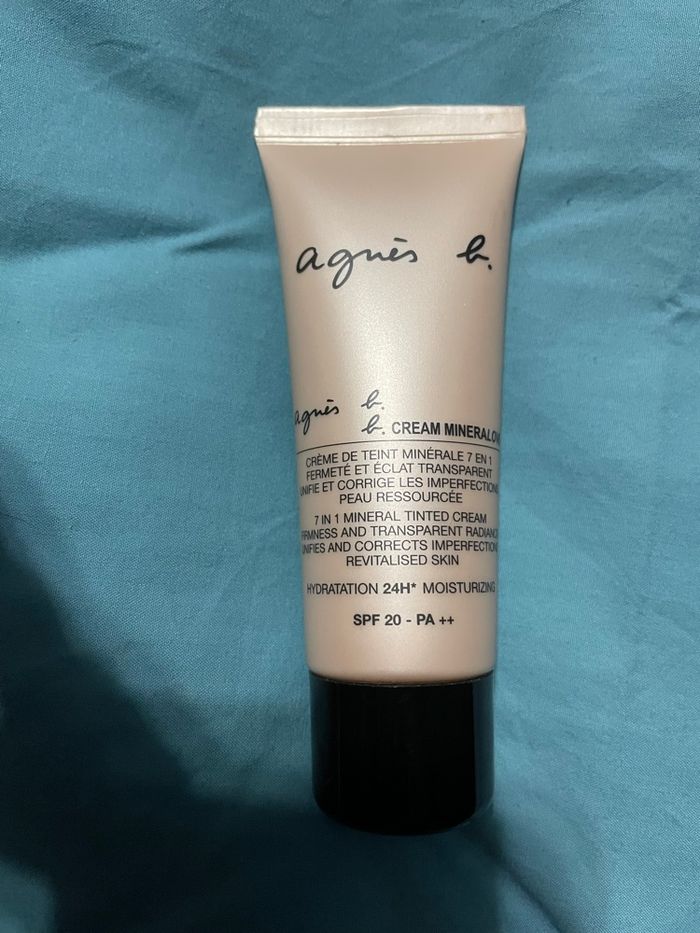 agnès b.
agnès b.
b. CREAM MINERAL
CRÈME DE TEINT MINÉRALE 7 EN 1
FERMETÉ ET ÉCLAT TRANSPARENT
UNIFIE ET CORRIGE LES IMPERFECTIONS
PEAU RESSOURCÉE
7 IN 1 MINERAL TINTED CREAM
FIRMNESS AND TRANSPARENT RADIANCE
UNIFIES AND CORRECTS IMPERFECTIONS
REVITALISED SKIN
HYDRATATION 24H* MOISTURIZING
SPF 20 - PA ++